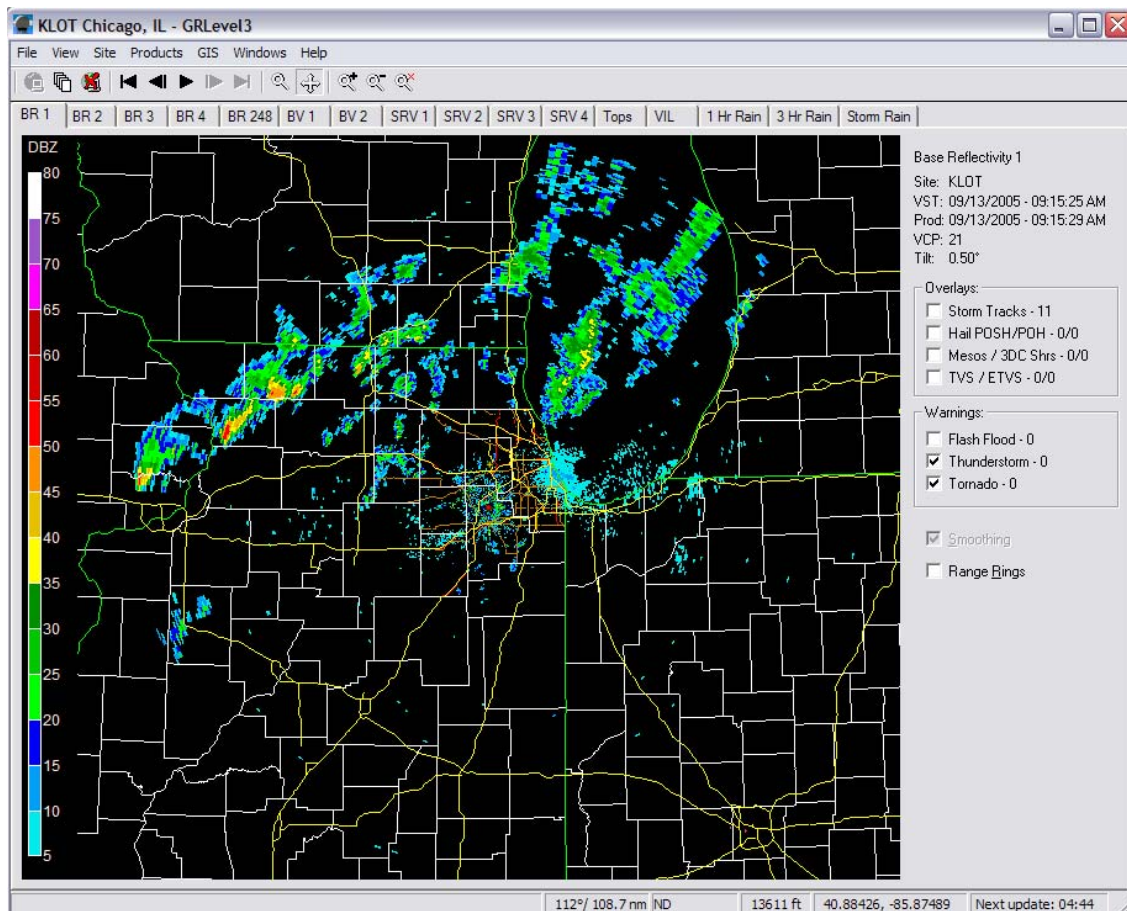 KLOT Chicago, IL - GRLevel3
File View Site Products GIS Windows Help
BR 1 BR 2 BR 3 BR 4 BR 248 BV 1 BV 2 SRV 1 SRV 2 SRV 3 SRV 4 Tops VIL 1 Hr Rain 3 Hr Rain Storm Rain
DBZ
80
75
70
65
60
55
50
45
40
35
30
25
20
15
10
5
Base Reflectivity 1
Site: KLOT
VST: 09/13/2005 - 09:15:25 AM
Prod: 09/13/2005 - 09:15:29 AM
VCP: 21
Tilt: 0.50°
Overlays:
Storm Tracks - 11
Hail POSH/POH - 0/0
Mesos / 3DC Shrs - 0/0
TVS / ETVS - 0/0
Warnings:
Flash Flood - 0
Thunderstorm - 0
Tornado - 0
Smoothing
Range Rings
112°/ 108.7 nm ND 13611 ft 40.88426, -85.87489 Next update: 04:44